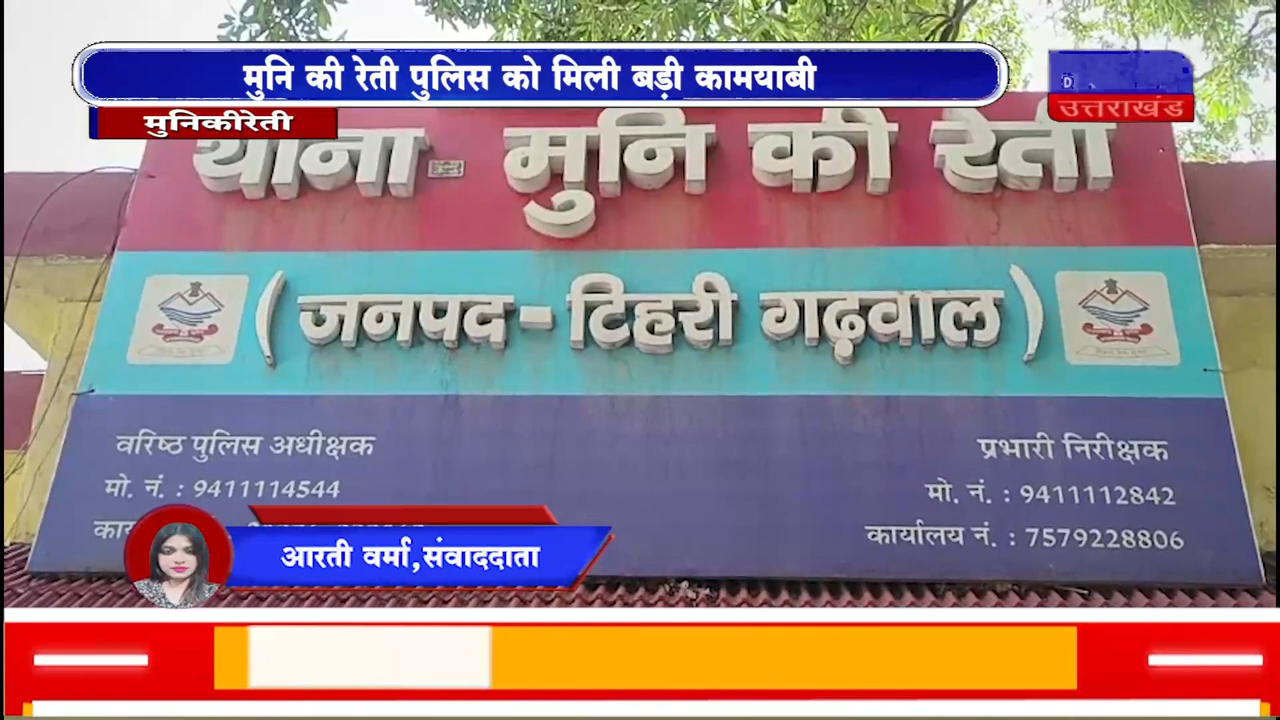 मुनि की रेती पुलिस को मिली बड़ी कामयाबी
उत्तराखंड
मुनिकीरेती
थाना मुनि की रेती
(जनपद - टिहरी गढ़वाल)
वरिष्ठ पुलिस अधीक्षक
मो. नं. : 9411114544
प्रभारी निरीक्षक
मो. नं. : 9411112842
कार्यालय नं. : 7579228806
आरती वर्मा,संवाददाता